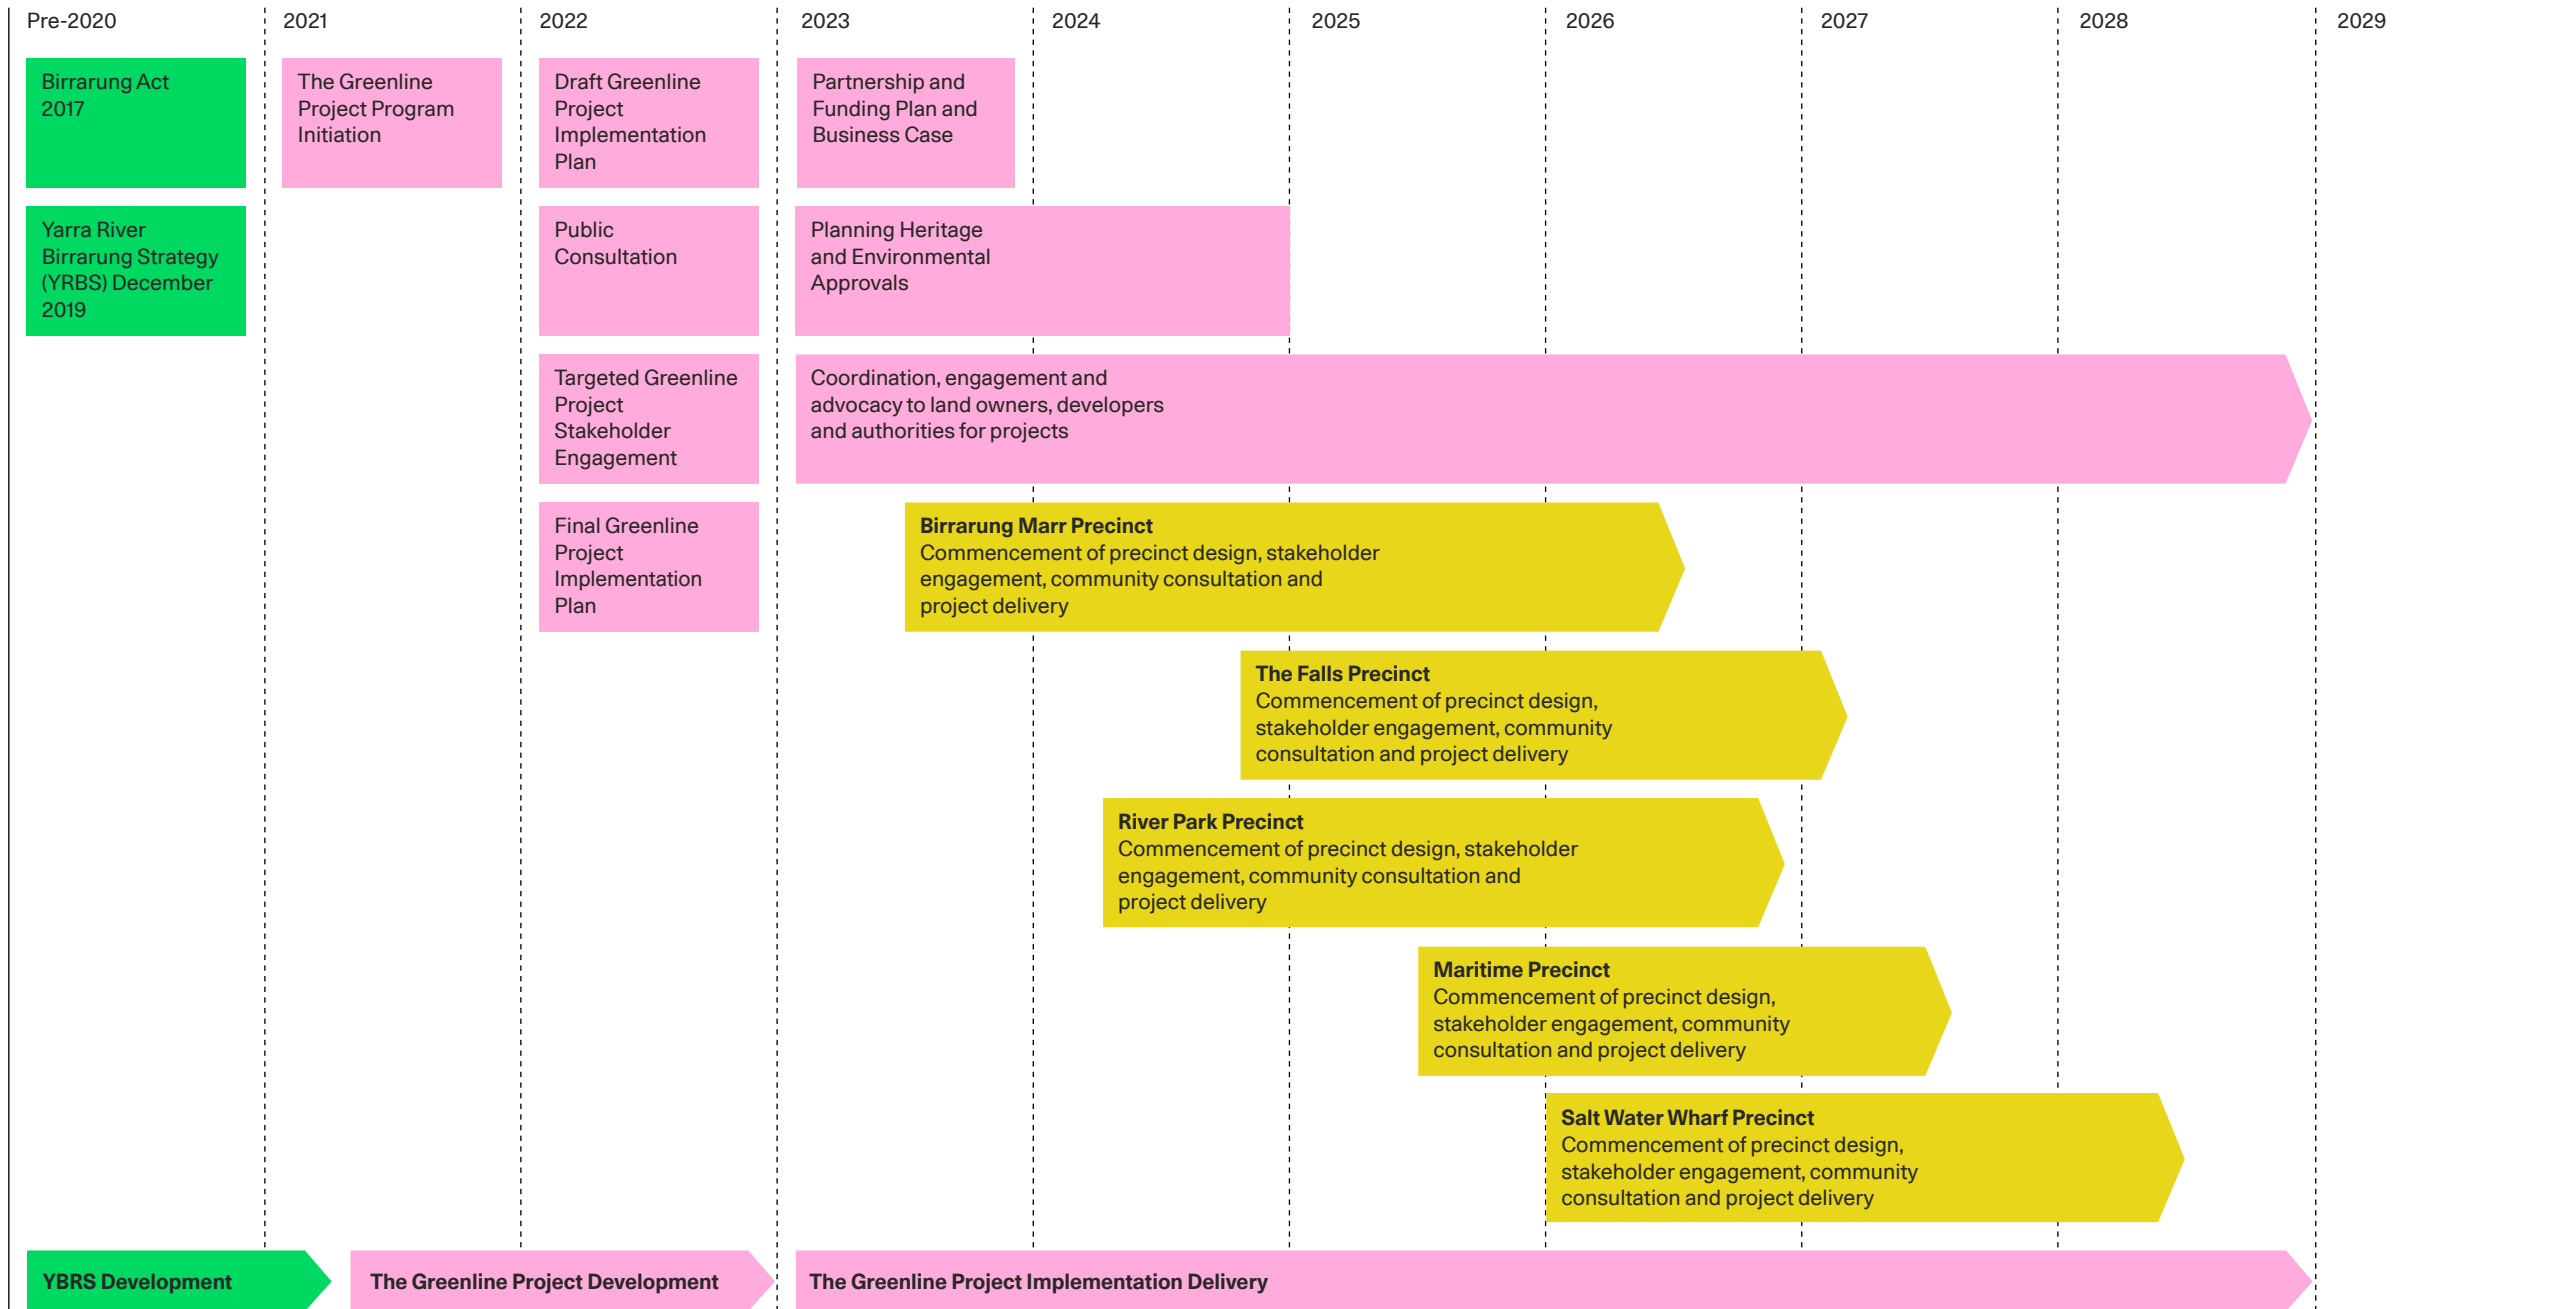 Pre-2020
2021
2022
2023
2024
2025
2026
2027
2028
2029
Birrarung Act
2017
The Greenline
Project Program
Initiation
Draft Greenline
Project
Implementation
Plan
Partnership and
Funding Plan and
Business Case
Yarra River
Birrarung Strategy
(YRBS) December
2019
Public
Consultation
Planning Heritage
and Environmental
Approvals
Targeted Greenline
Project
Stakeholder
Engagement
Coordination, engagement and
advocacy to land owners, developers
and authorities for projects
Final Greenline
Project
Implementation
Plan
Birrarung Marr Precinct
Commencement of precinct design, stakeholder
engagement, community consultation and
project delivery
The Falls Precinct
Commencement of precinct design,
stakeholder engagement, community
consultation and project delivery
River Park Precinct
Commencement of precinct design, stakeholder
engagement, community consultation and
project delivery
Maritime Precinct
Commencement of precinct design,
stakeholder engagement, community
consultation and project delivery
Salt Water Wharf Precinct
Commencement of precinct design,
stakeholder engagement, community
consultation and project delivery
YBRS Development
The Greenline Project Development
The Greenline Project Implementation Delivery